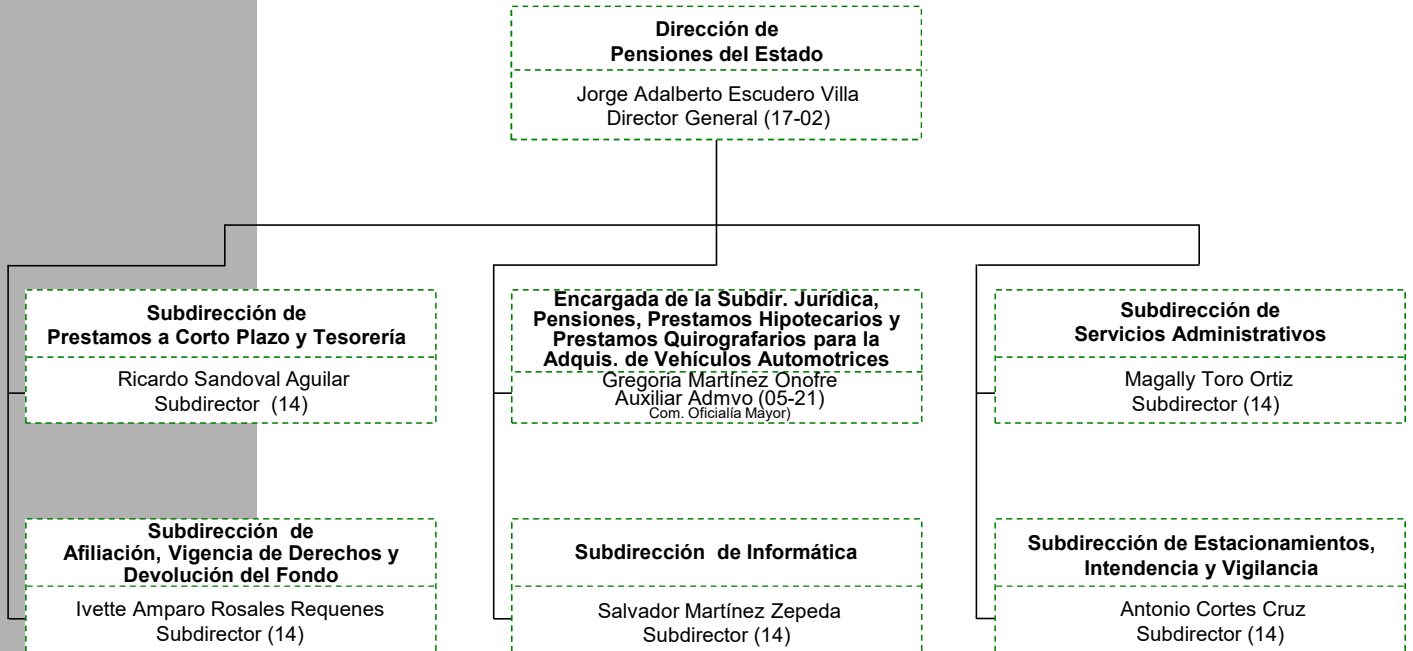 Dirección de
Pensiones del Estado
Jorge Adalberto Escudero Villa
Director General (17-02)
Subdirección de
Prestamos a Corto Plazo y Tesorería
Ricardo Sandoval Aguilar
Subdirector  (14)
Encargada de la Subdir. Jurídica,
Pensiones, Prestamos Hipotecarios y
Prestamos Quirografarios para la
Adquis. de Vehículos Automotrices
Gregoria Martínez Onofre
Auxiliar Admvo (05-21)
Com. Oficialía Mayor)
Subdirección de
Servicios Administrativos
Magally Toro Ortiz
Subdirector (14)
Subdirección  de
Afiliación, Vigencia de Derechos y
Devolución del Fondo
Ivette Amparo Rosales Requenes
Subdirector (14)
Subdirección  de Informática
Salvador Martínez Zepeda
Subdirector (14)
Subdirección de Estacionamientos,
Intendencia y Vigilancia
Antonio Cortes Cruz
Subdirector (14)